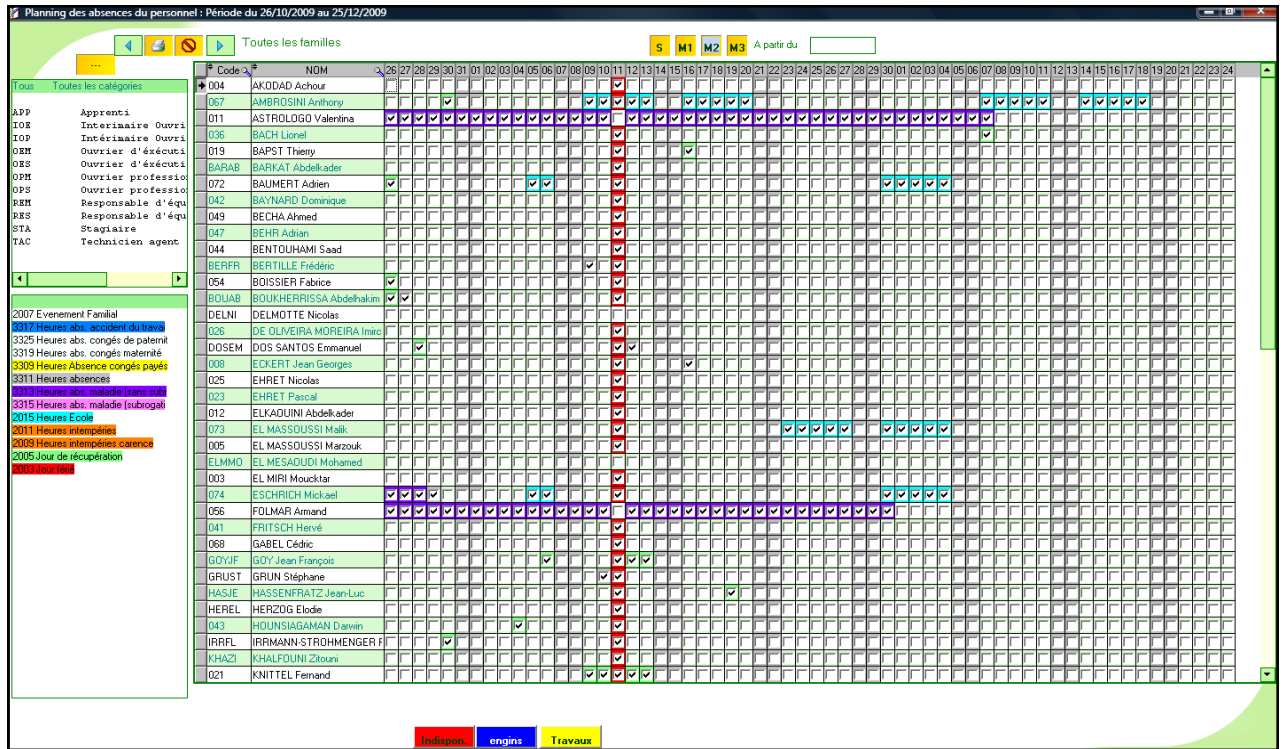 Planning des absences du personnel : Période du 26/10/2009 au 25/12/2009
Toutes les familles
S M1 M2 M3 A partir du
...
Tous Toutes les catégories
APP Apprenti
IOE Interimaire Ouvri
IOP Intérimaire Ouvri
OEM Ouvrier d'éxécuti
OES Ouvrier d'éxécuti
OPM Ouvrier professio
OPS Ouvrier professio
REM Responsable d'équ
RES Responsable d'équ
STA Stagiaire
TAC Technicien agent
2007 Evenement Familial
3317 Heures abs. accident du travai
3325 Heures abs. congés de paternit
3319 Heures abs. congés maternité
3309 Heures Absence congés payés
3311 Heures absences
3313 Heures abs. maladie (sans subr
3315 Heures abs. maladie (subrogati
2015 Heures Ecole
2011 Heures intempéries
2009 Heures intempéries carence
2005 Jour de récupération
2003 Jour férié
Code NOM 26 27 28 29 30 31 01 02 03 04 05 06 07 08 09 10 11 12 13 14 15 16 17 18 19 20 21 22 23 24 25 26 27 28 29 30 01 02 03 04 05 06 07 08 09 10 11 12 13 14 15 16 17 18 19 20 21 22 23 24
004 AKODAD Achour
067 AMBROSINI Anthony
011 ASTROLOGO Valentina
036 BACH Lionel
019 BAPST Thierry
BARAB BARKAT Abdelkader
072 BAUMERT Adrien
042 BAYNARD Dominique
049 BECHA Ahmed
047 BEHR Adrian
044 BENTOUHAMI Saad
BERFR BERTILLE Frédéric
054 BOISSIER Fabrice
BOUAB BOUKHERRISSA Abdelhakim
DELNI DELMOTTE Nicolas
026 DE OLIVEIRA MOREIRA Imirc
DOSEM DOS SANTOS Emmanuel
008 ECKERT Jean Georges
025 EHRET Nicolas
023 EHRET Pascal
012 ELKAOUINI Abdelkader
073 EL MASSOUSSI Malik
005 EL MASSOUSSI Marzouk
ELMMO EL MESAOUDI Mohamed
003 EL MIRI Moucktar
074 ESCHRICH Mickael
056 FOLMAR Armand
041 FRITSCH Hervé
068 GABEL Cédric
GOYJF GOY Jean François
GRUST GRUN Stéphane
HASJE HASSENFRATZ Jean-Luc
HEREL HERZOG Elodie
043 HOUNSIAGAMAN Darwin
IRRFL IRRMANN-STROHMENGER F
KHAZI KHALFOUNI Zitouni
021 KNITTEL Fernand
Indispon. engins Travaux